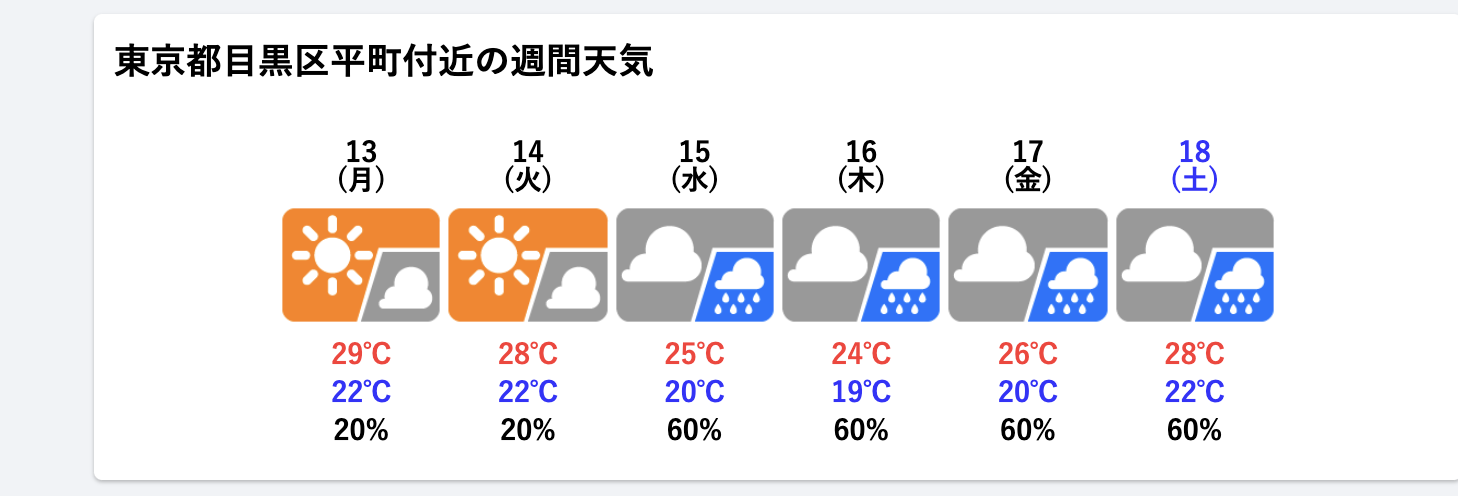 東京都目黒区平町付近の週間天気
13 14 15 16 17 18
(月) (火) (水) (木) (金) (土)
29℃ 28℃ 25℃ 24℃ 26℃ 28℃
22℃ 22℃ 20℃ 19℃ 20℃ 22℃
20% 20% 60% 60% 60% 60%